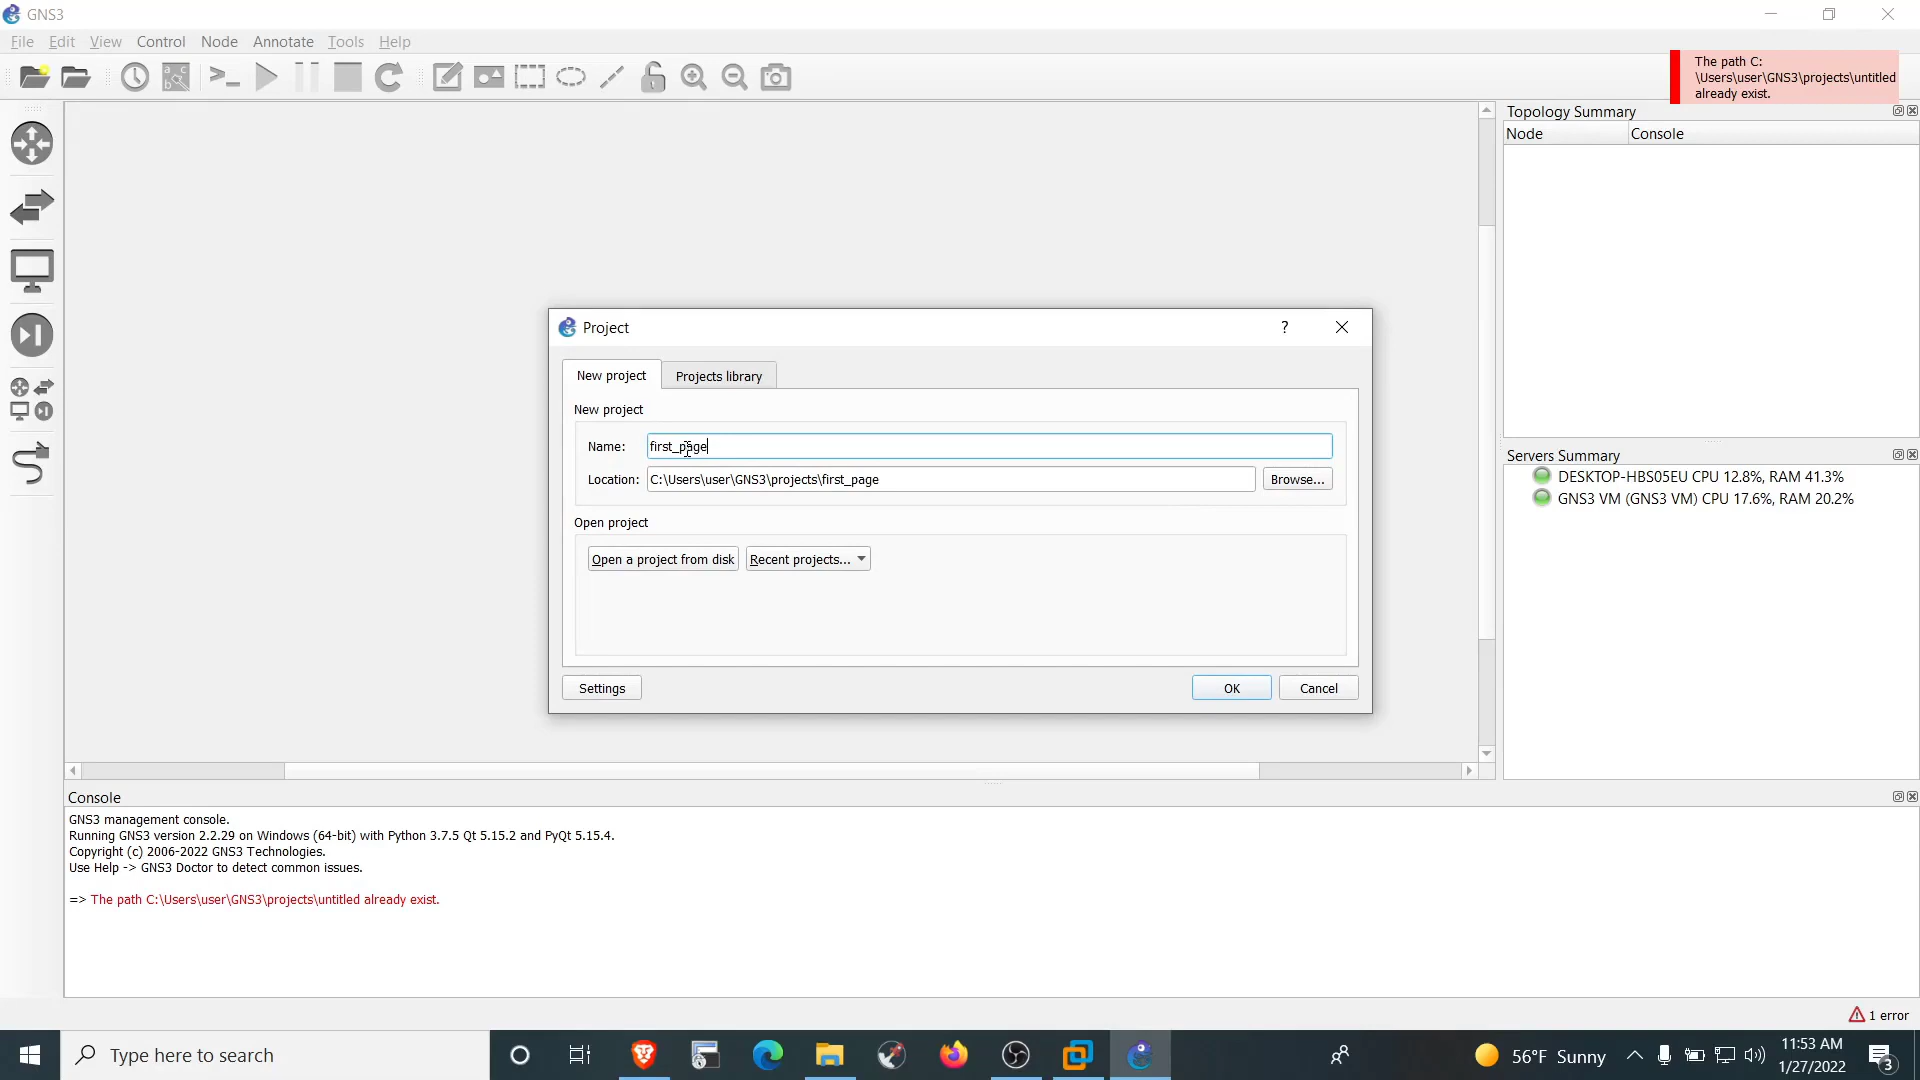 GNS3
File Edit View Control Node Annotate Tools Help
The path C:
\Users\user\GNS3\projects\untitled
already exist.
Topology Summary
Node Console
Project
?
New project Projects library
New project
Name: first_page
Location: C:\Users\user\GNS3\projects\first_page Browse...
Open project
Open a project from disk Recent projects...
Settings OK Cancel
Servers Summary
DESKTOP-HBS05EU CPU 12.8%, RAM 41.3%
GNS3 VM (GNS3 VM) CPU 17.6%, RAM 20.2%
Console
GNS3 management console.
Running GNS3 version 2.2.29 on Windows (64-bit) with Python 3.7.5 Qt 5.15.2 and PyQt 5.15.4.
Copyright (c) 2006-2022 GNS3 Technologies.
Use Help -> GNS3 Doctor to detect common issues.
=> The path C:\Users\user\GNS3\projects\untitled already exist.
1 error
Type here to search
56°F Sunny
11:53 AM
1/27/2022
3